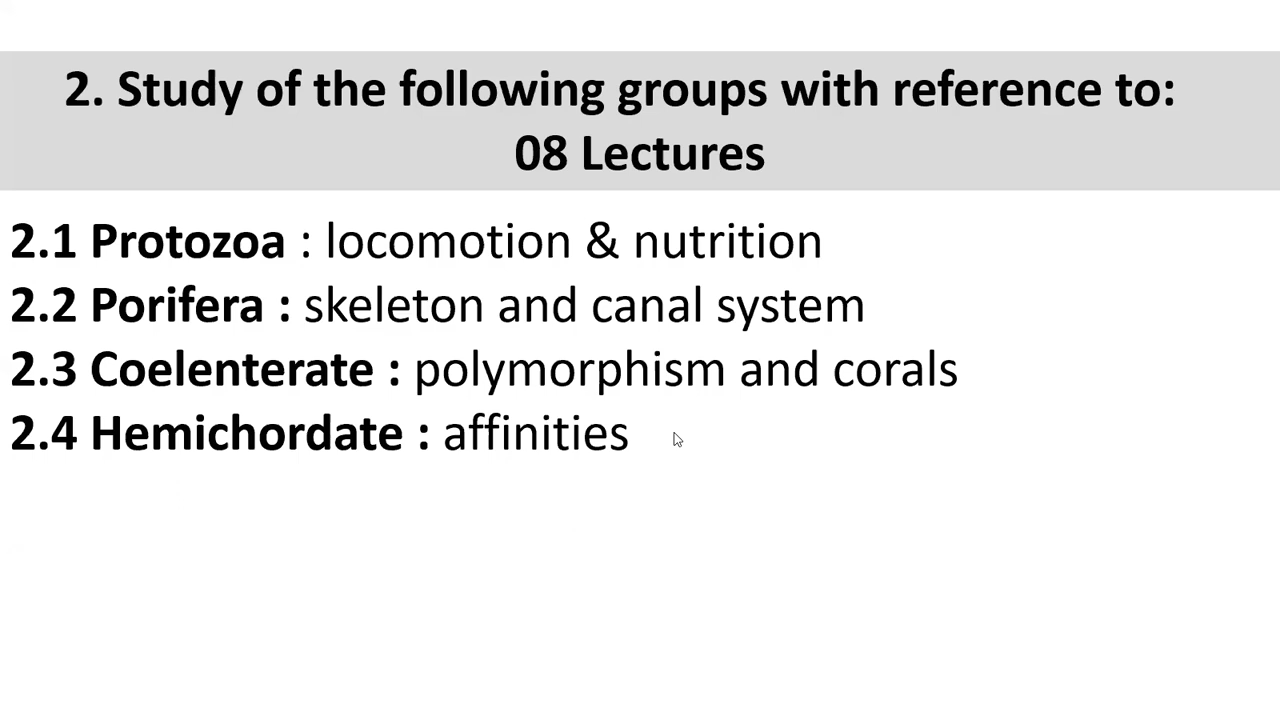 2. Study of the following groups with reference to:
08 Lectures
2.1 Protozoa : locomotion & nutrition
2.2 Porifera : skeleton and canal system
2.3 Coelenterate : polymorphism and corals
2.4 Hemichordate : affinities